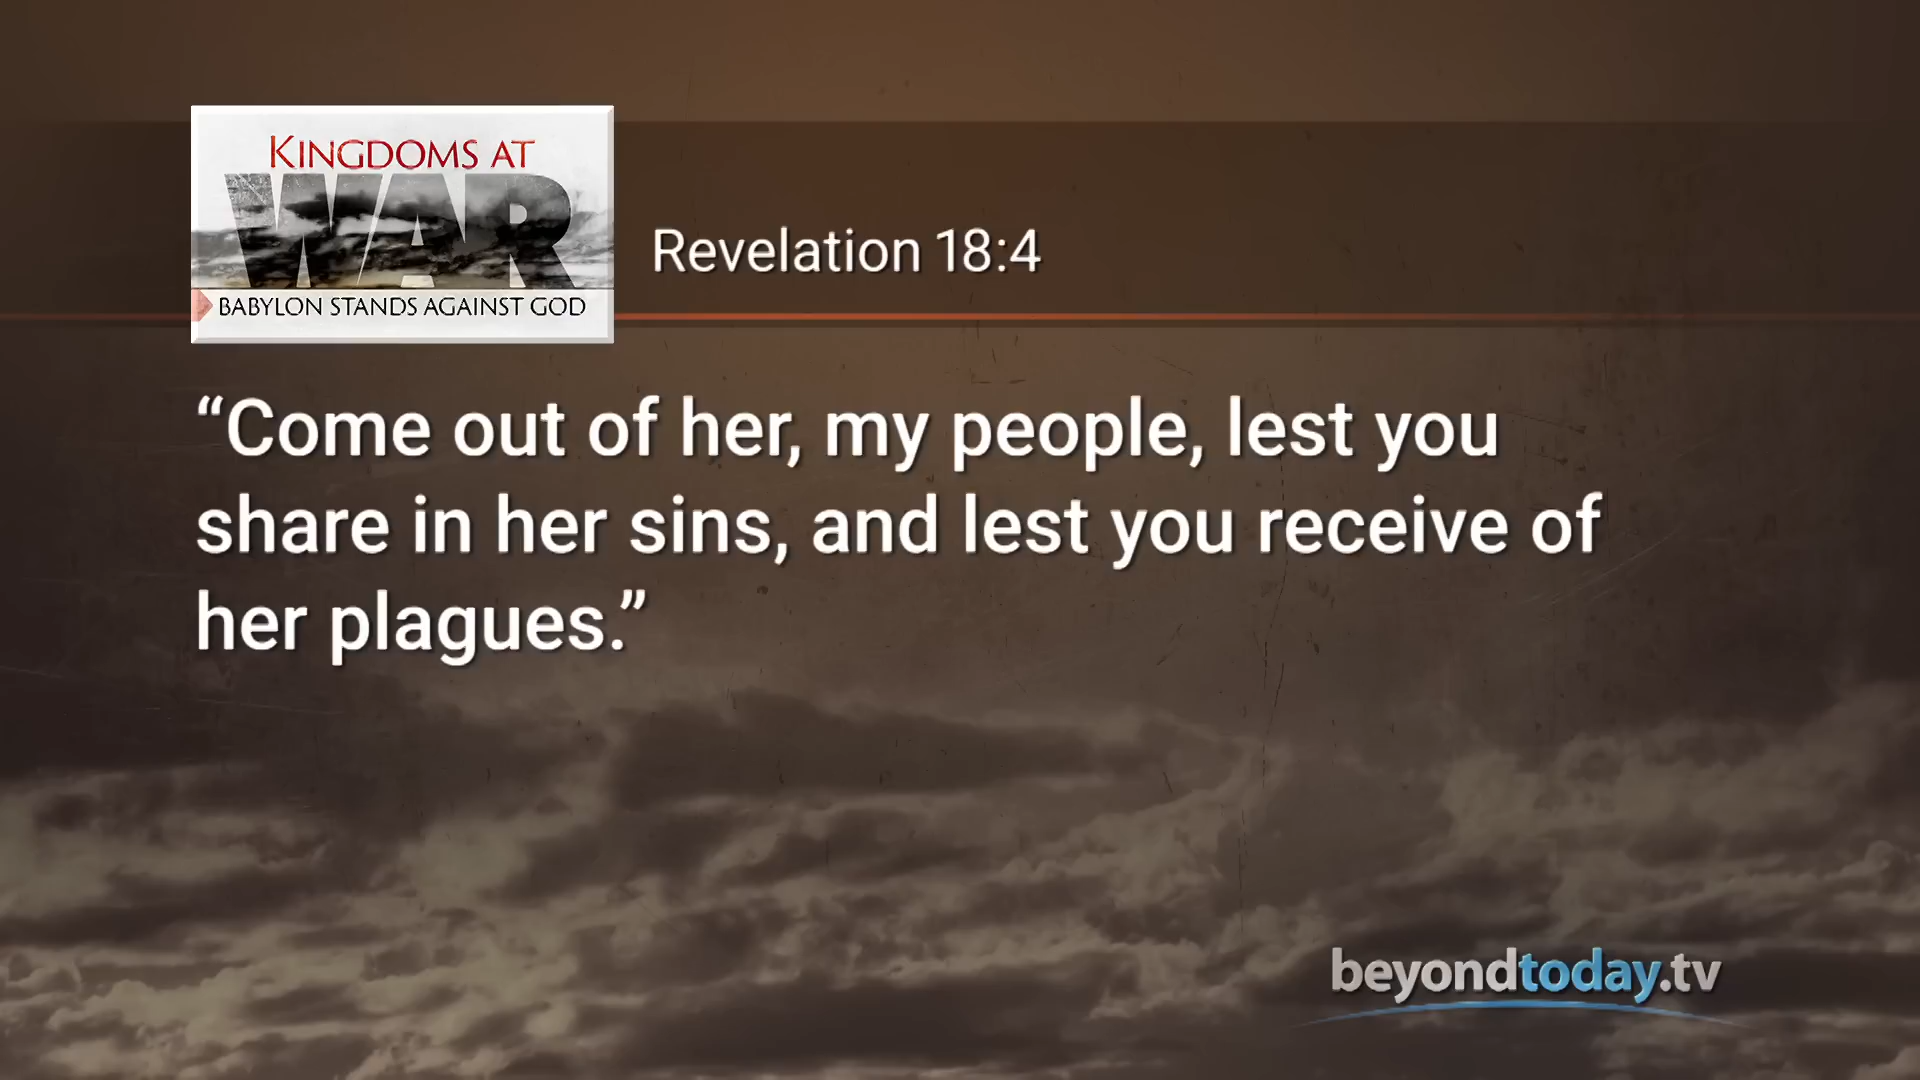 KINGDOMS AT
WAR
BABYLON STANDS AGAINST GOD
Revelation 18:4
“Come out of her, my people, lest you
share in her sins, and lest you receive of
her plagues.”
beyondtoday.tv